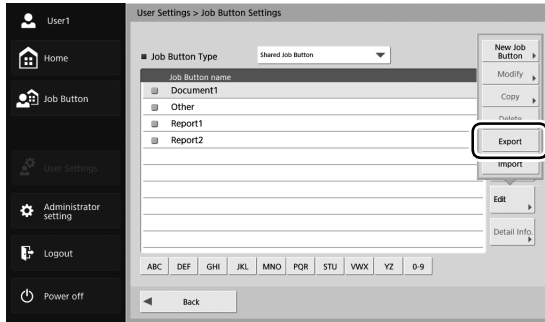 User1
Home
Job Button
User Settings
Administrator
setting
Logout
Power off
User Settings > Job Button Settings
Job Button Type
Shared Job Button
Job Button name
Document1
Other
Report1
Report2
New Job
Button
Modify
Copy
Delete
Export
Import
Edit
Detail Info.
ABC DEF GHI JKL MNO PQR STU VWX YZ 0-9
Back